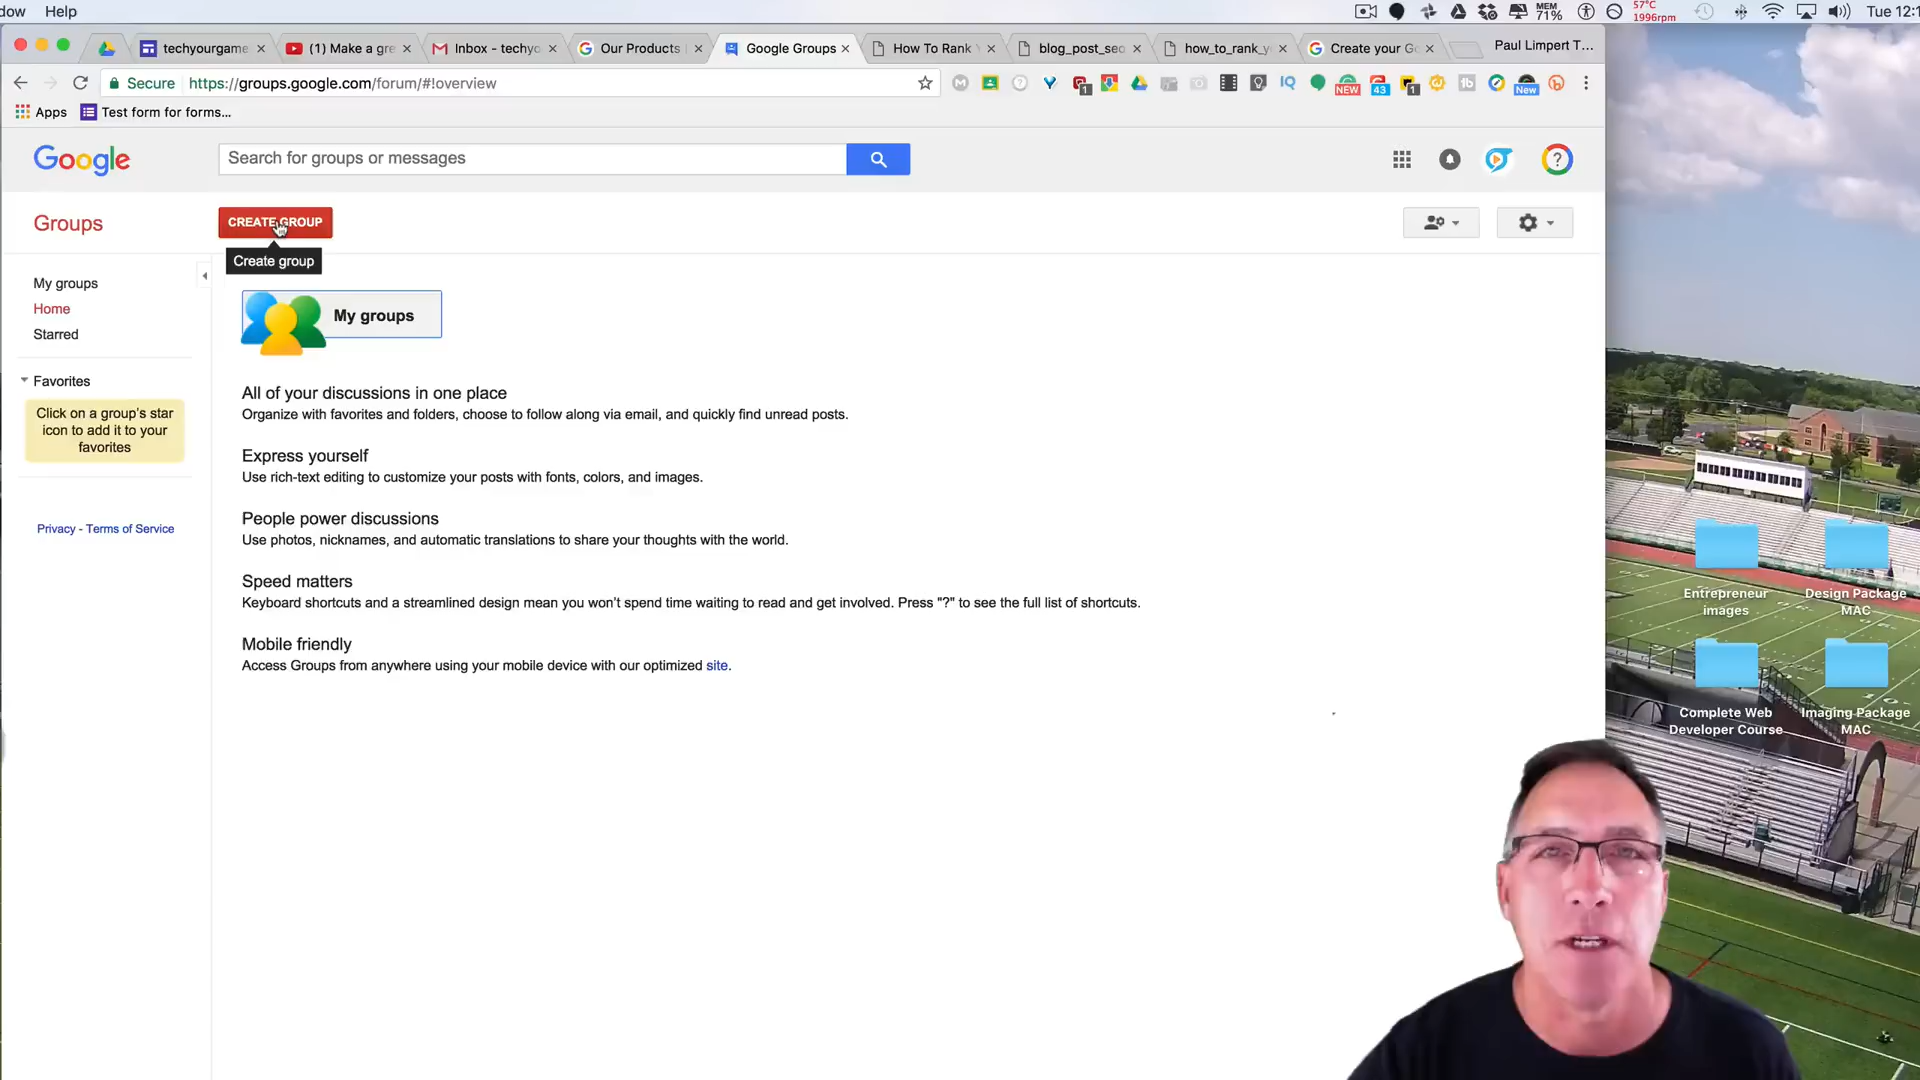 dow Help
MEM 71% 57°C 1996rpm Tue 12:1
techyourgame (1) Make a gre Inbox - techyo Our Products Google Groups How To Rank Y blog_post_seo how_to_rank_y Create your Go Paul Limpert T...
Secure https://groups.google.com/forum/#!overview
1 NEW 43 1 New
Apps Test form for forms...
Google
Search for groups or messages
Groups
CREATE GROUP
Create group
My groups
Home
Starred
Favorites
Click on a group's star
icon to add it to your
favorites
Privacy - Terms of Service
My groups
All of your discussions in one place
Organize with favorites and folders, choose to follow along via email, and quickly find unread posts.
Express yourself
Use rich-text editing to customize your posts with fonts, colors, and images.
People power discussions
Use photos, nicknames, and automatic translations to share your thoughts with the world.
Speed matters
Keyboard shortcuts and a streamlined design mean you won't spend time waiting to read and get involved. Press "?" to see the full list of shortcuts.
Mobile friendly
Access Groups from anywhere using your mobile device with our optimized site.
Entrepreneur
images
Design Package
MAC
Complete Web
Developer Course
Imaging Package
MAC